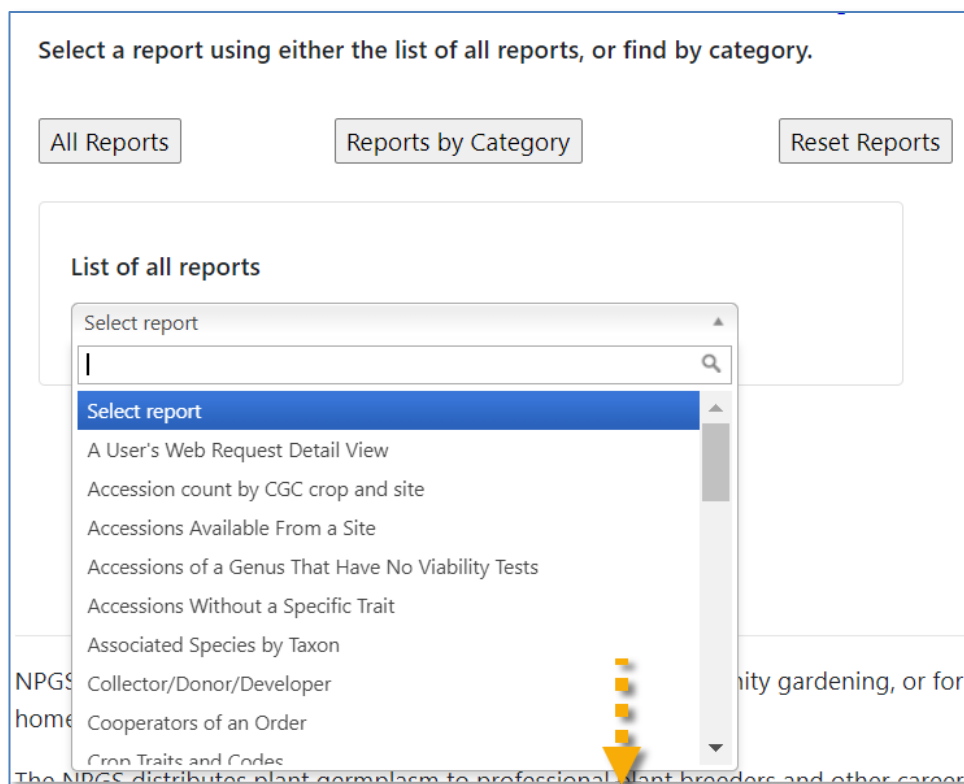 Select a report using either the list of all reports, or find by category.
All Reports
Reports by Category
Reset Reports
List of all reports
Select report
Select report
A User's Web Request Detail View
Accession count by CGC crop and site
Accessions Available From a Site
Accessions of a Genus That Have No Viability Tests
Accessions Without a Specific Trait
Associated Species by Taxon
Collector/Donor/Developer
Cooperators of an Order
Crop Traits and Codes
NPGS nity gardening, or for
home
The NPGS distributes plant germplasm to professional plant breeders and other career